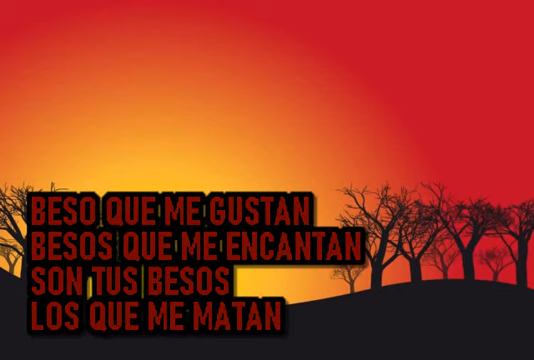 BESO QUE ME GUSTAN
BESOS QUE ME ENCANTAN
SON TUS BESOS
LOS QUE ME MATAN